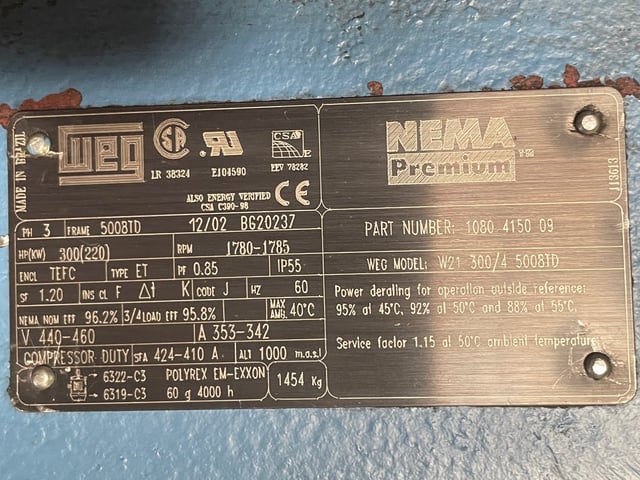 MADE IN BRAZIL
WEG
LR 38324
E104590
CSA
EEV 78282
ALSO ENERGY VERIFIED
CSA C390-98
CE
PH 3 FRAME 5008TD 12/02 BG20237
HP(KW) 300(220) RPM 1780-1785
ENCL TEFC TYPE ET PF 0.85 IP55
SF 1.20 INS CL F Δt K CODE J HZ 60
NEMA NOM EFF 96.2% 3/4 LOAD EFF 95.8% MAX AMB. 40°C
V 440-460 A 353-342
COMPRESSOR DUTY SFA 424-410 A ALT 1000 m.a.s.l
6322-C3 POLYREX EM-EXXON
6319-C3 60 g 4000 h
1454 Kg
NEMA
Premium
113613
PART NUMBER: 1080 4150 09
WEG MODEL: W21 300/4 5008TD
Power derating for operation outside reference:
95% at 45°C, 92% at 50°C and 88% at 55°C.
Service factor 1.15 at 50°C ambient temperature